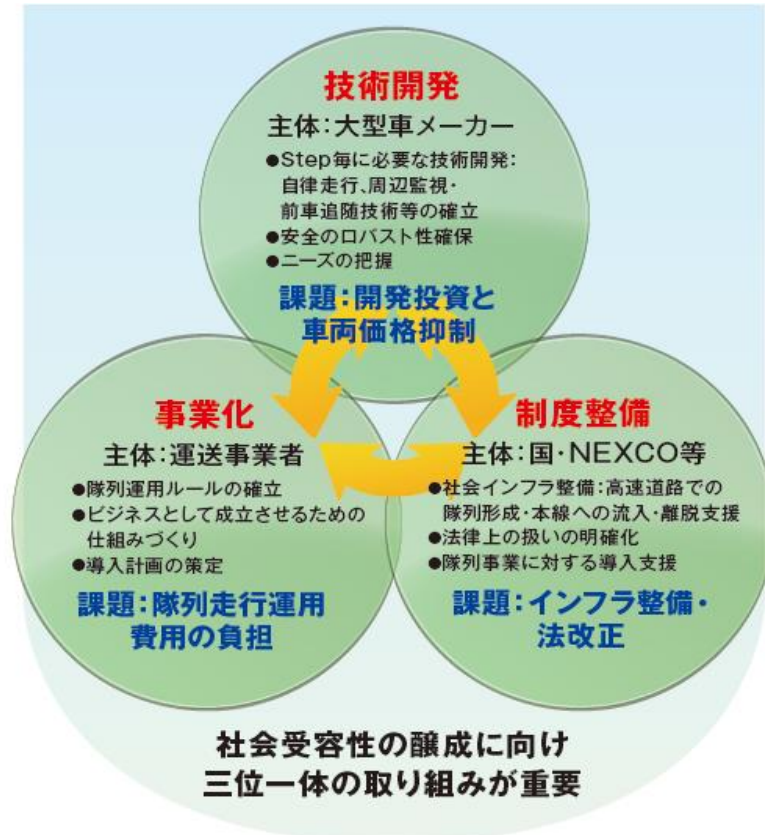 技術開発
主体：大型車メーカー
●Step毎に必要な技術開発：
自律走行、周辺監視・
前車追随技術等の確立
●安全のロバスト性確保
●ニーズの把握
課題：開発投資と
車両価格抑制
事業化
主体：運送事業者
●隊列運用ルールの確立
●ビジネスとして成立させるための
仕組みづくり
●導入計画の策定
課題：隊列走行運用
費用の負担
制度整備
主体：国・NEXCO等
●社会インフラ整備：高速道路での
隊列形成・本線への流入・離脱支援
●法律上の扱いの明確化
●隊列事業に対する導入支援
課題：インフラ整備・
法改正
社会受容性の醸成に向け
三位一体の取り組みが重要